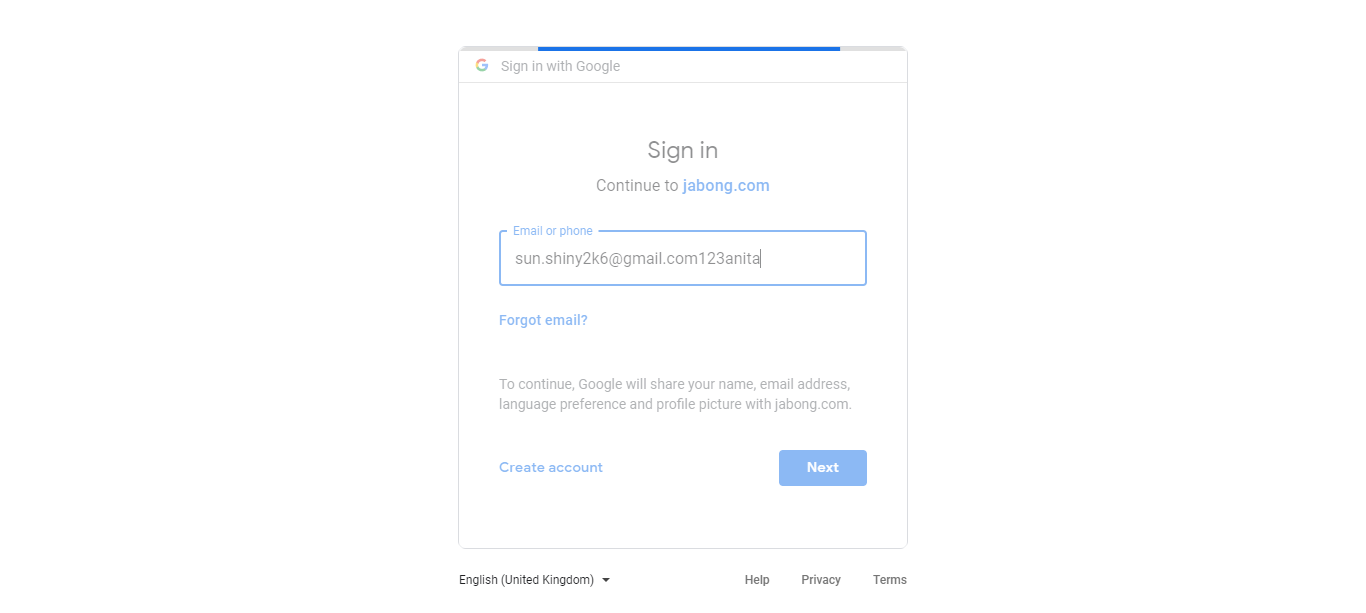 Sign in with Google
Sign in
Continue to jabong.com
Email or phone
sun.shiny2k6@gmail.com123anita
Forgot email?
To continue, Google will share your name, email address,
language preference and profile picture with jabong.com.
Create account
Next
English (United Kingdom)
Help
Privacy
Terms